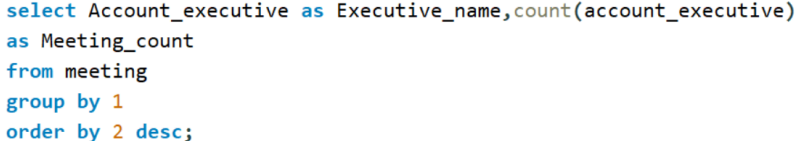 select Account_executive as Executive_name,count(account_executive)
as Meeting_count
from meeting
group by 1
order by 2 desc;